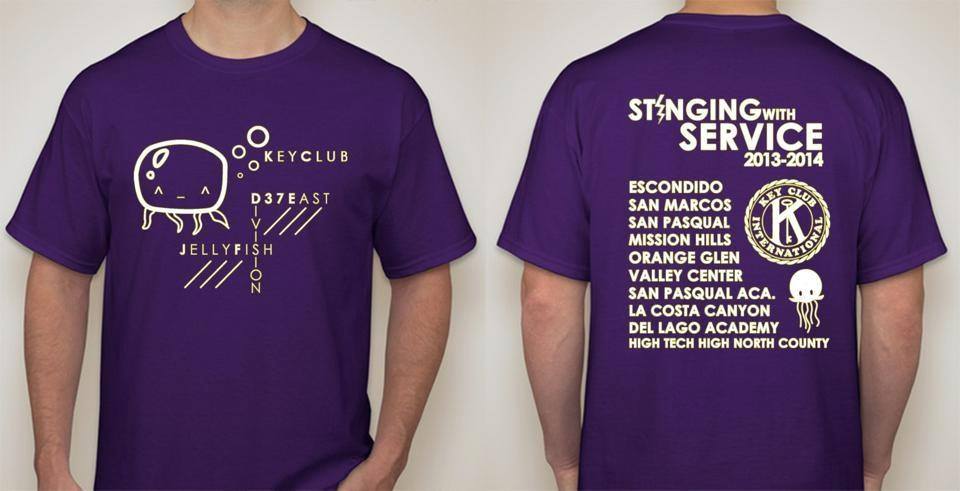 KEYCLUB
D37EAST
DIVISION
JELLYFISH
STINGING WITH
SERVICE
2013-2014
ESCONDIDO
SAN MARCOS
SAN PASQUAL
MISSION HILLS
ORANGE GLEN
VALLEY CENTER
SAN PASQUAL ACA.
LA COSTA CANYON
DEL LAGO ACADEMY
HIGH TECH HIGH NORTH COUNTY
KEY CLUB
K
INTERNATIONAL